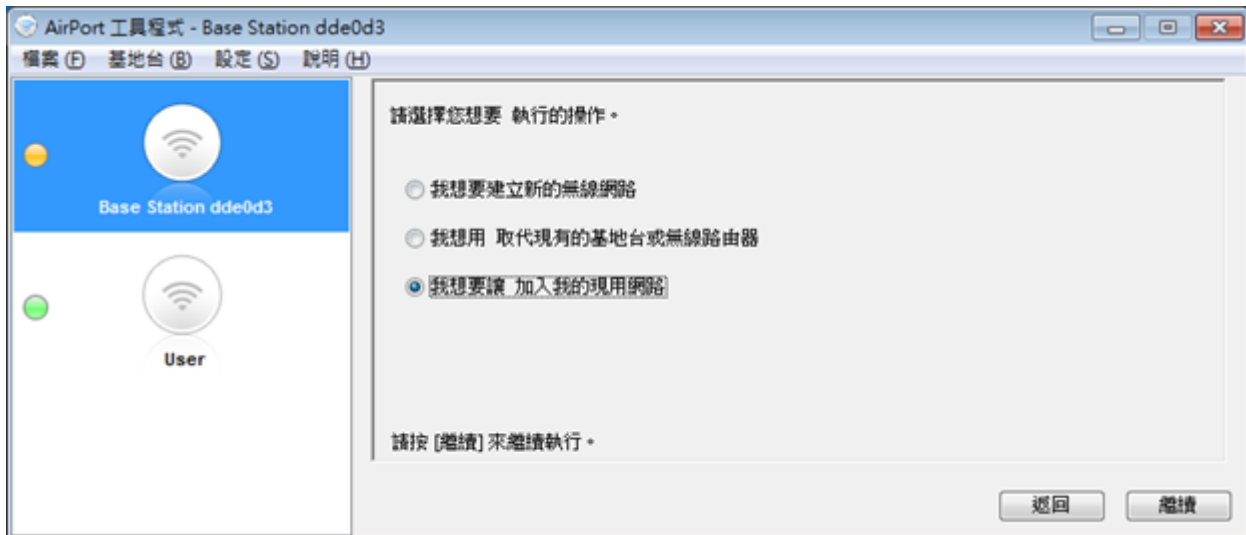 AirPort 工具程式 - Base Station dde0d3
檔案(F) 基地台(B) 設定(S) 說明(H)
Base Station dde0d3
User
請選擇您想要 執行的操作。
我想要建立新的無線網路
我想用 取代現有的基地台或無線路由器
我想要讓 加入我的現用網路
請按 [繼續] 來繼續執行。
返回 繼續